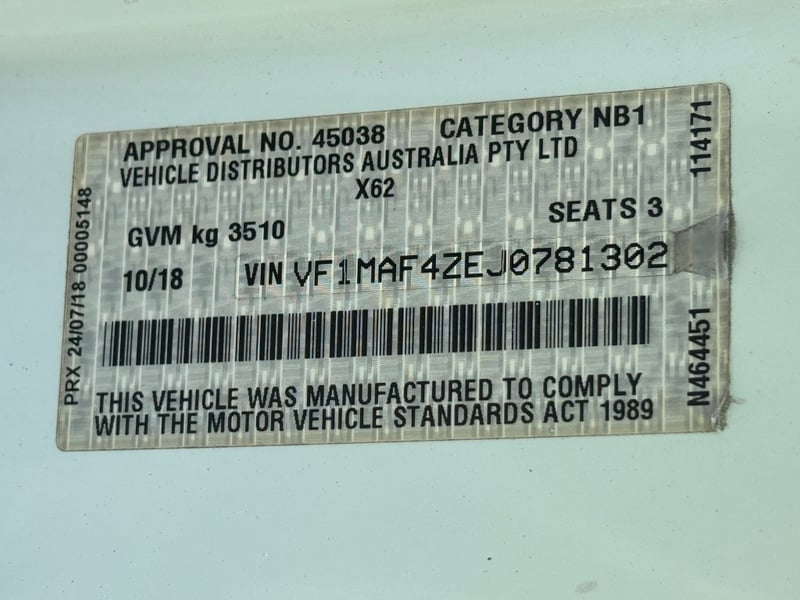 APPROVAL NO. 45038 CATEGORY NB1
VEHICLE DISTRIBUTORS AUSTRALIA PTY LTD
X62
GVM kg 3510 SEATS 3
10/18 VIN VF1MAF4ZEJ0781302
THIS VEHICLE WAS MANUFACTURED TO COMPLY
WITH THE MOTOR VEHICLE STANDARDS ACT 1989
PRX 24/07/18 00005148
114171
N464451